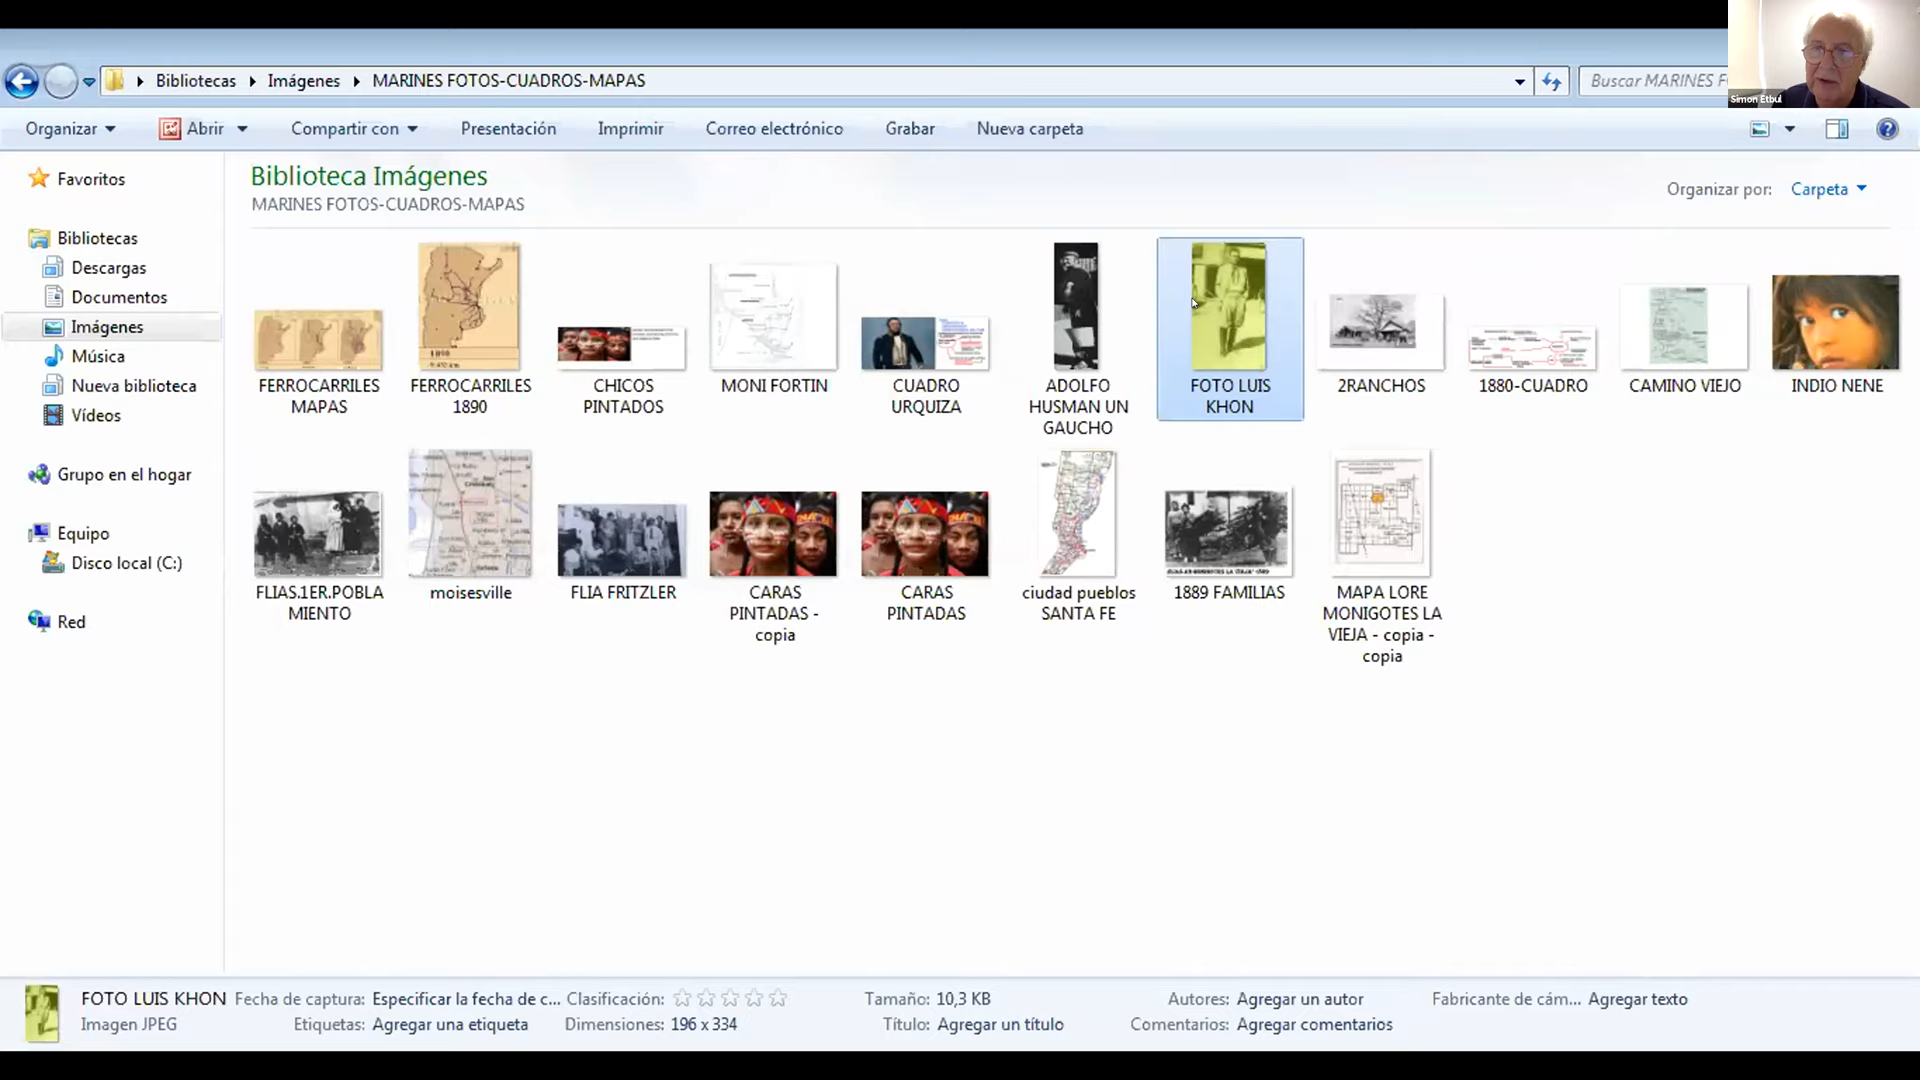 Bibliotecas Imágenes MARINES FOTOS-CUADROS-MAPAS
Buscar MARINES F
Simon Etbul
Organizar Abrir Compartir con Presentación Imprimir Correo electrónico Grabar Nueva carpeta
Favoritos
Bibliotecas
Descargas
Documentos
Imágenes
Música
Nueva biblioteca
Vídeos
Grupo en el hogar
Equipo
Disco local (C:)
Red
Biblioteca Imágenes
MARINES FOTOS-CUADROS-MAPAS
Organizar por: Carpeta
1890
FERROCARRILES
MAPAS
FERROCARRILES
1890
CHICOS
PINTADOS
MONI FORTIN
CUADRO
URQUIZA
ADOLFO
HUSMAN UN
GAUCHO
FOTO LUIS
KHON
2RANCHOS
1880-CUADRO
CAMINO VIEJO
INDIO NENE
FLIAS.1ER.POBLA
MIENTO
moisesville
FLIA FRITZLER
CARAS
PINTADAS -
copia
CARAS
PINTADAS
ciudad pueblos
SANTA FE
1889 FAMILIAS
MAPA LORE
MONIGOTES LA
VIEJA - copia -
copia
FOTO LUIS KHON Fecha de captura: Especificar la fecha de c... Clasificación: Tamaño: 10,3 KB Autores: Agregar un autor Fabricante de cám... Agregar texto
Imagen JPEG Etiquetas: Agregar una etiqueta Dimensiones: 196 x 334 Título: Agregar un título Comentarios: Agregar comentarios